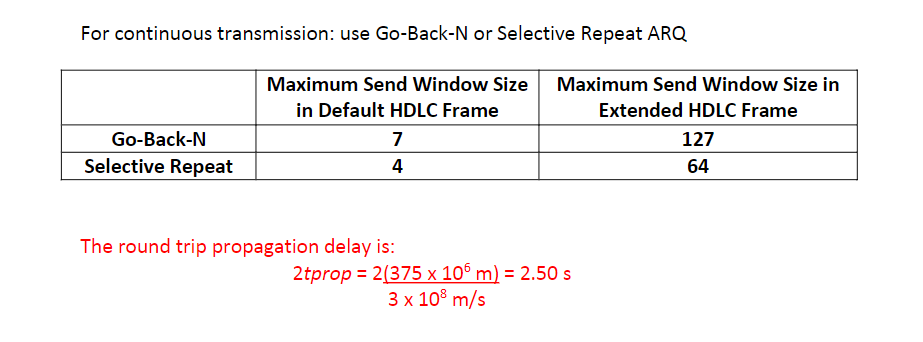 For continuous transmission: use Go-Back-N or Selective Repeat ARQ
Maximum Send Window Size in Default HDLC Frame
Maximum Send Window Size in Extended HDLC Frame
Go-Back-N 7 127
Selective Repeat 4 64
The round trip propagation delay is:
2tprop = 2(375 x 10⁶ m) = 2.50 s
3 x 10⁸ m/s